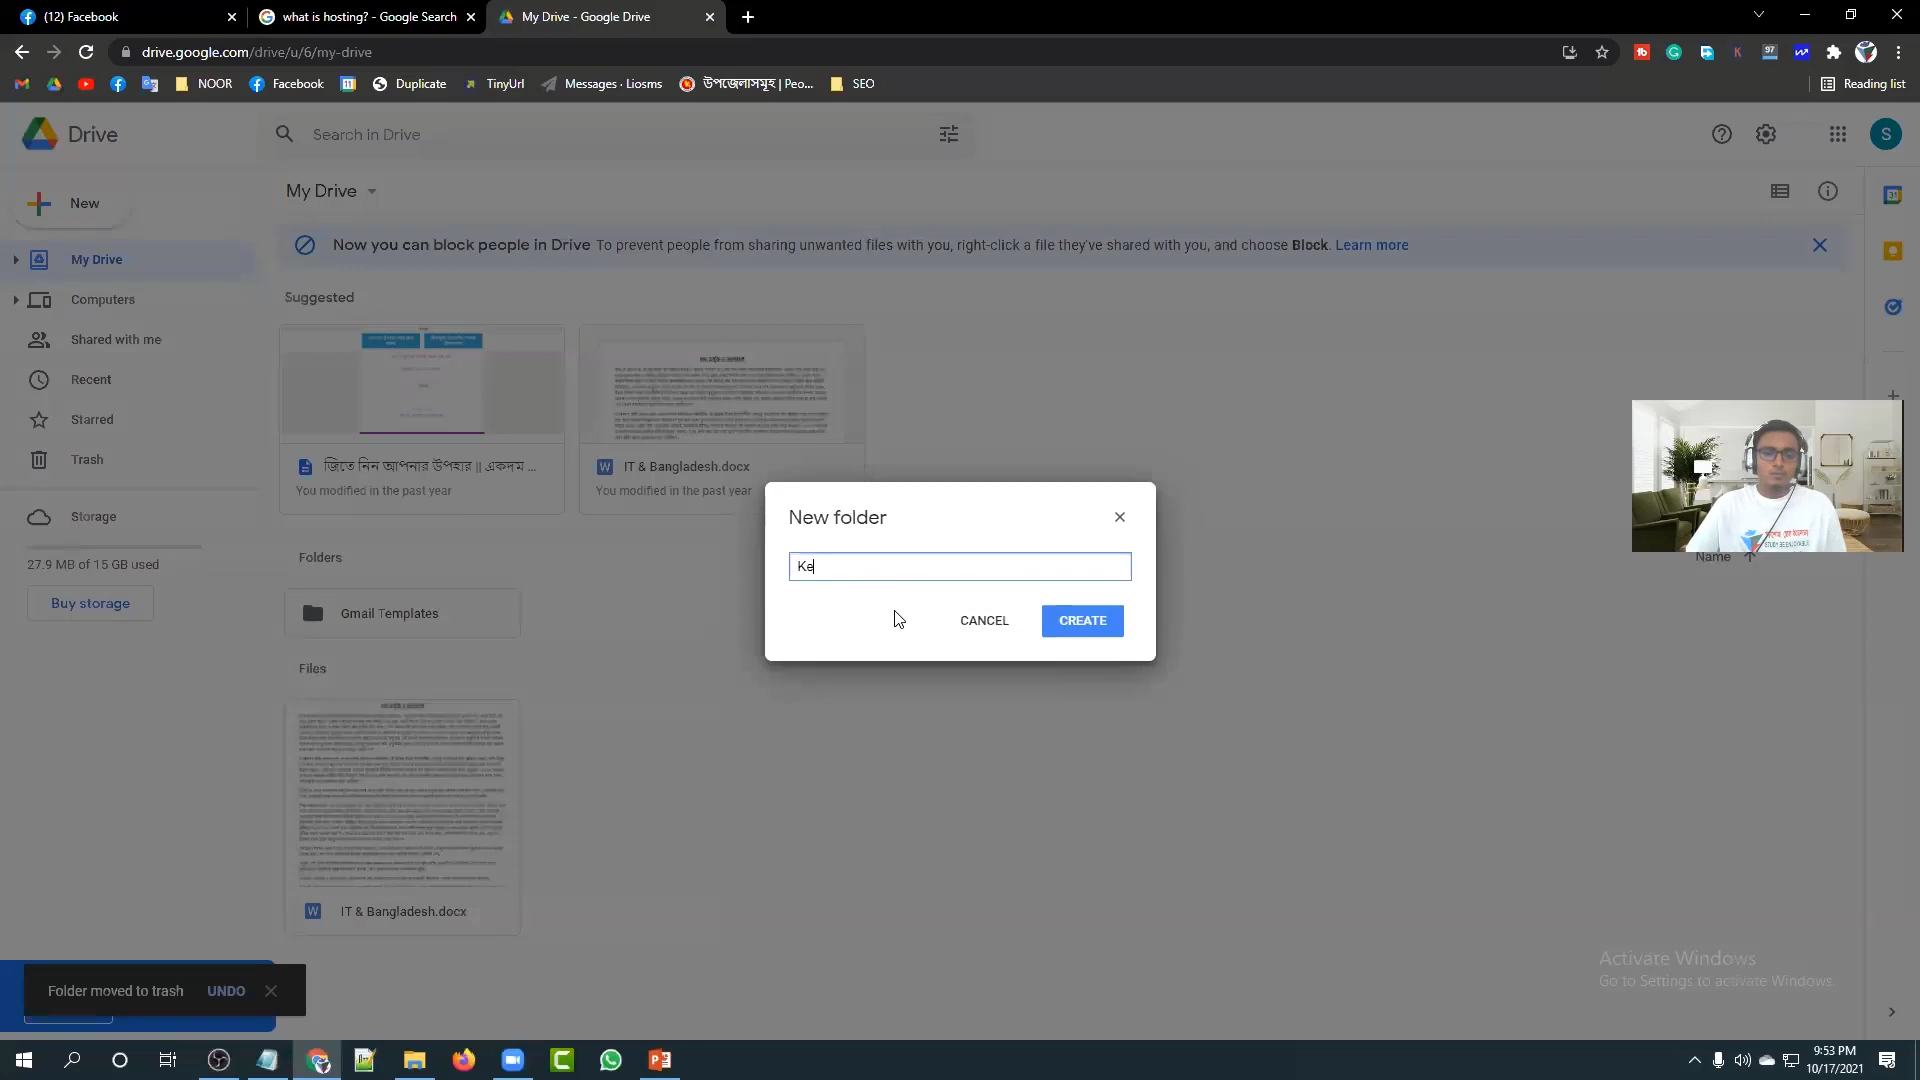 (12) Facebook
what is hosting? - Google Search
My Drive - Google Drive
drive.google.com/drive/u/6/my-drive
NOOR
Facebook
Duplicate
TinyUrl
Messages · Liosms
উপজেলাসমূহ | Peo...
SEO
Reading list
Drive
Search in Drive
S
New
My Drive
Now you can block people in Drive To prevent people from sharing unwanted files with you, right-click a file they've shared with you, and choose Block. Learn more
My Drive
Computers
Shared with me
Recent
Starred
Trash
Storage
27.9 MB of 15 GB used
Buy storage
Suggested
জিতে নিন আপনার উপহার || একদম ...
You modified in the past year
IT & Bangladesh.docx
You modified in the past year
New folder
Ke
CANCEL
CREATE
STUDY BE ENJOYABLE
Name
Folders
Gmail Templates
Files
IT & Bangladesh.docx
Folder moved to trash
UNDO
Activate Windows
Go to Settings to activate Windows.
9:53 PM
10/17/2021